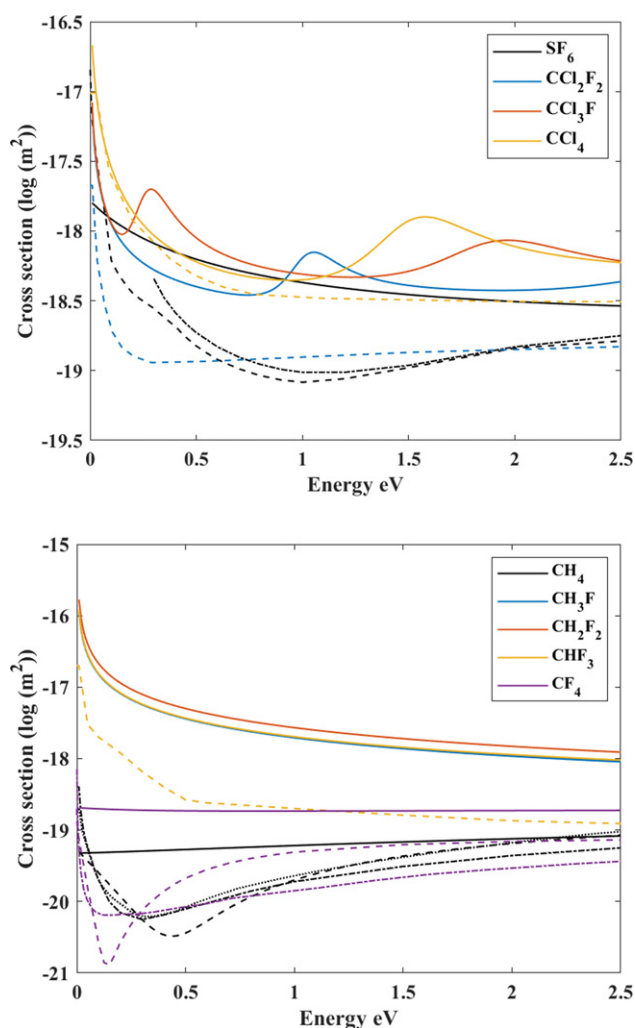 -16.5
-17
-17.5
-18
-18.5
-19
-19.5
Cross section (log (m²))
SF₆
CCl₂F₂
CCl₃F
CCl₄
0 0.5 1 1.5 2 2.5
Energy eV
-15
-16
-17
-18
-19
-20
-21
Cross section (log (m²))
CH₄
CH₃F
CH₂F₂
CHF₃
CF₄
0 0.5 1 1.5 2 2.5
Energy eV